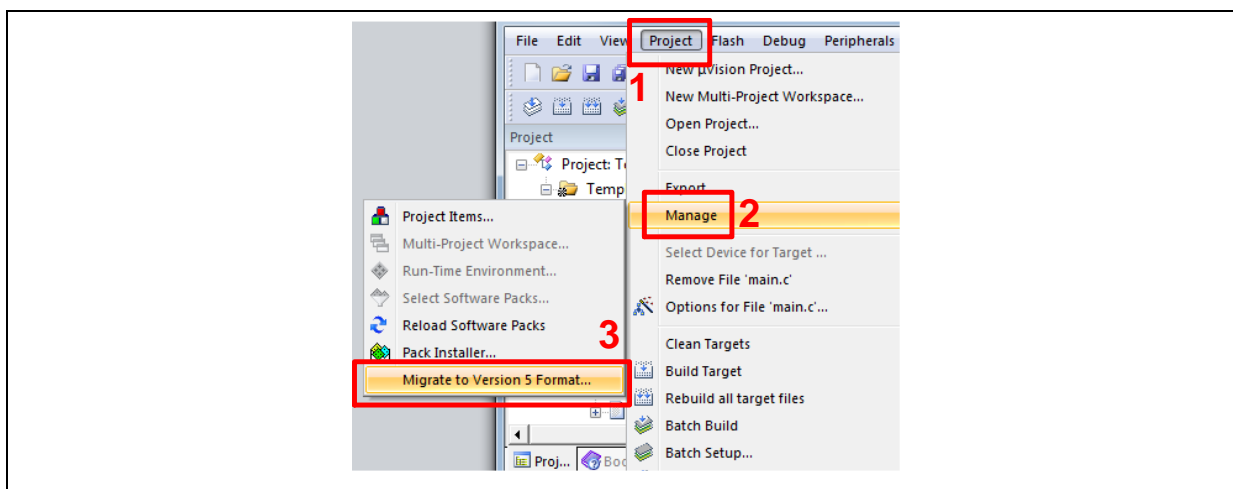 File Edit View Project Flash Debug Peripherals
1
New µVision Project...
New Multi-Project Workspace...
Open Project...
Close Project
Project
Project:
Export
Manage
2
Project Items...
Multi-Project Workspace...
Run-Time Environment...
Select Software Packs...
Reload Software Packs
3
Pack Installer...
Migrate to Version 5 Format...
Select Device for Target ...
Remove File 'main.c'
Options for File 'main.c'...
Clean Targets
Build Target
Rebuild all target files
Batch Build
Batch Setup...
Proj...